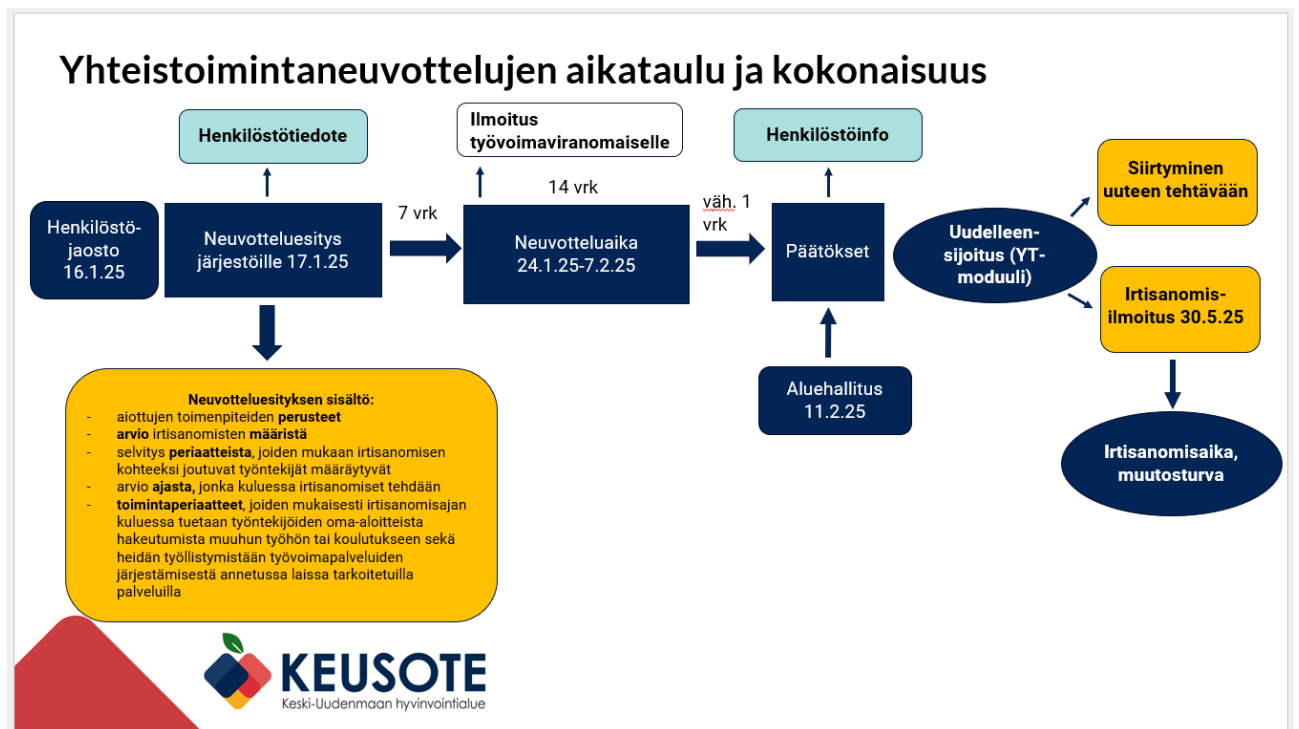 Yhteistoimintaneuvottelujen aikataulu ja kokonaisuus
Henkilöstötiedote
Ilmoitus
työvoimaviranomaiselle
Henkilöstöinfo
Siirtyminen
uuteen tehtävään
Henkilöstö-
jaosto
16.1.25
Neuvotteluesitys
järjestöille 17.1.25
7 vrk
14 vrk
Neuvotteluaika
24.1.25-7.2.25
väh. 1
vrk
Päätökset
Uudelleen-
sijoitus (YT-
moduuli)
Irtisanomis-
ilmoitus 30.5.25
Aluehallitus
11.2.25
Irtisanomisaika,
muutosturva
Neuvotteluesityksen sisältö:
- aiottujen toimenpiteiden perusteet
- arvio irtisanomisten määristä
- selvitys periaatteista, joiden mukaan irtisanomisen
kohteeksi joutuvat työntekijät määräytyvät
- arvio ajasta, jonka kuluessa irtisanomiset tehdään
- toimintaperiaatteet, joiden mukaisesti irtisanomisajan
kuluessa tuetaan työntekijöiden oma-aloitteista
hakeutumista muuhun työhön tai koulutukseen sekä
heidän työllistymistään työvoimapalveluiden
järjestämisestä annetussa laissa tarkoitetuilla
palveluilla
KEUSOTE
Keski-Uudenmaan hyvinvointialue